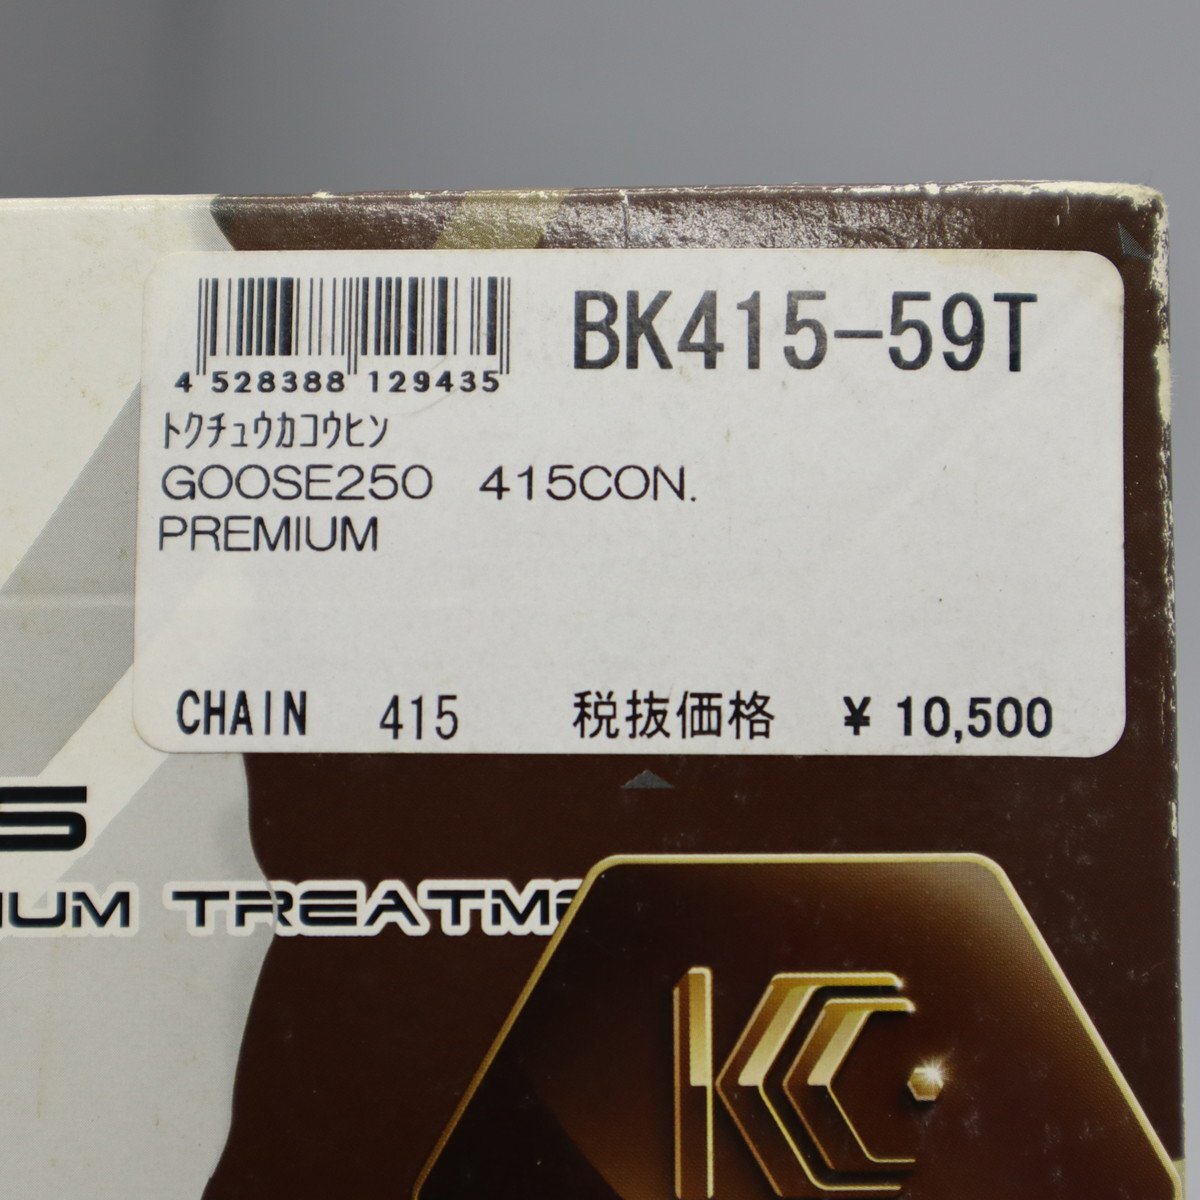 BK415-59T
4 528388 129435
ﾄｸﾁｭｳｶｺｳﾋﾝ
GOOSE250 415CON.
PREMIUM
CHAIN 415 税抜価格 ¥ 10,500
TREATM
KC